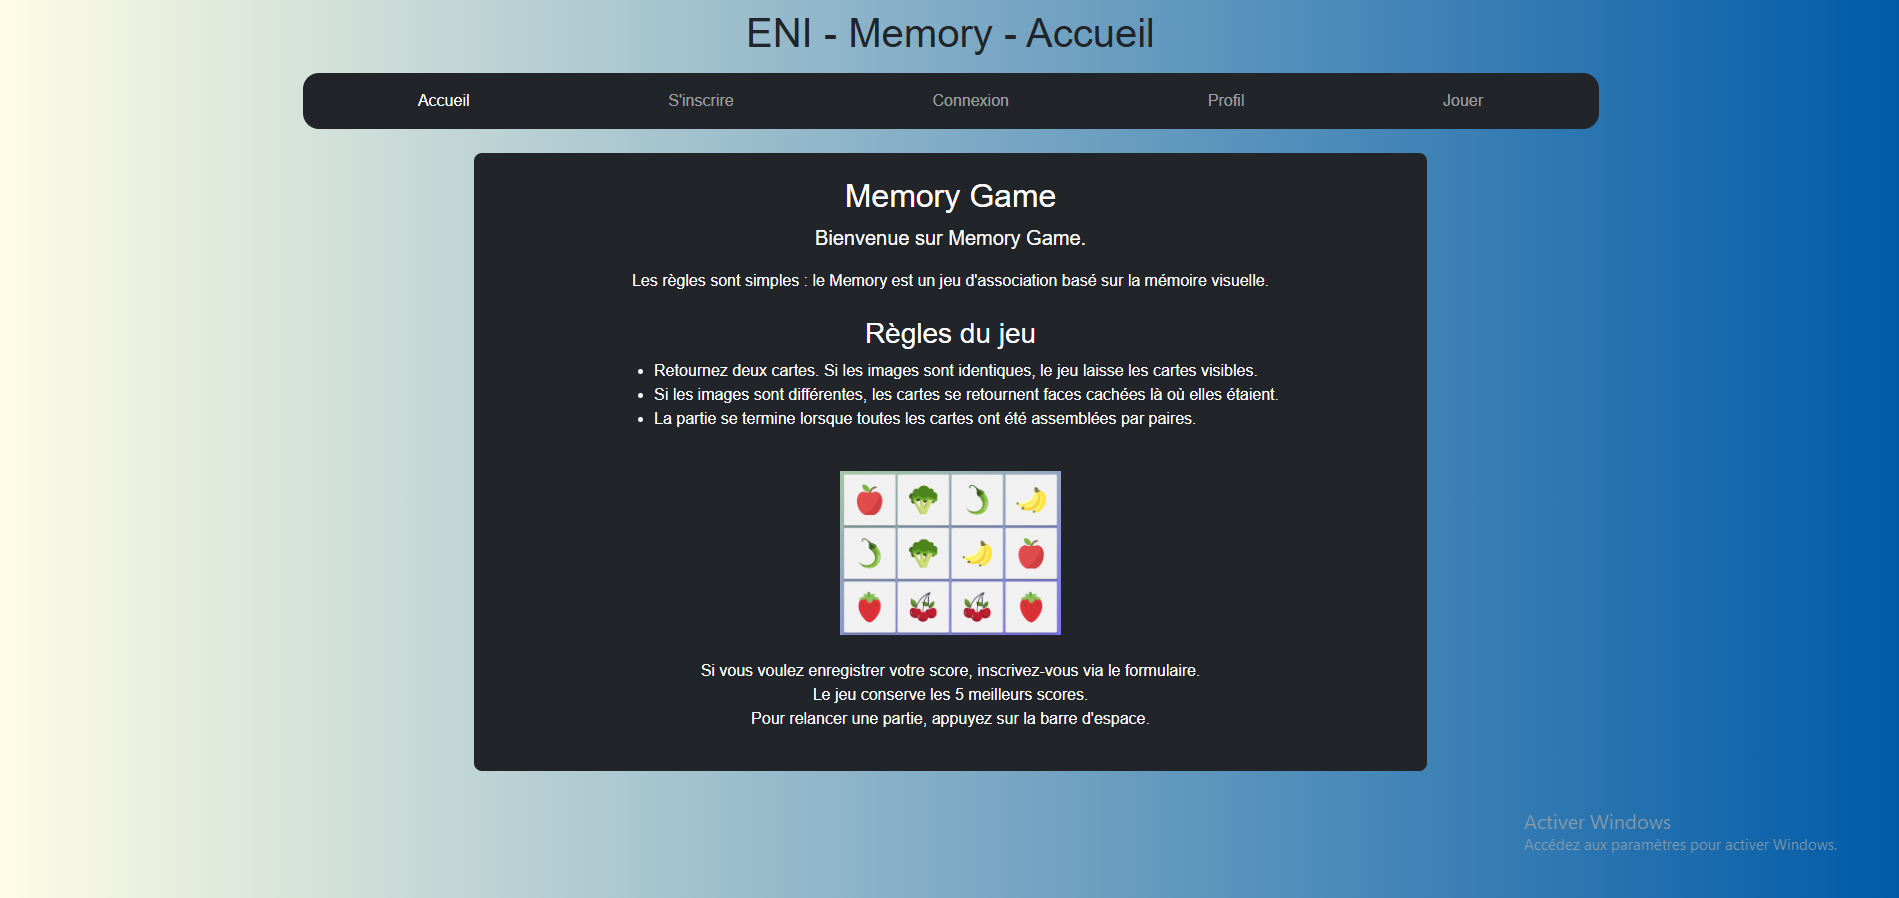 ENI - Memory - Accueil
Accueil S'inscrire Connexion Profil Jouer
Memory Game
Bienvenue sur Memory Game.
Les règles sont simples : le Memory est un jeu d'association basé sur la mémoire visuelle.
Règles du jeu
• Retournez deux cartes. Si les images sont identiques, le jeu laisse les cartes visibles.
• Si les images sont différentes, les cartes se retournent faces cachées là où elles étaient.
• La partie se termine lorsque toutes les cartes ont été assemblées par paires.
Si vous voulez enregistrer votre score, inscrivez-vous via le formulaire.
Le jeu conserve les 5 meilleurs scores.
Pour relancer une partie, appuyez sur la barre d'espace.
Activer Windows
Accédez aux paramètres pour activer Windows.